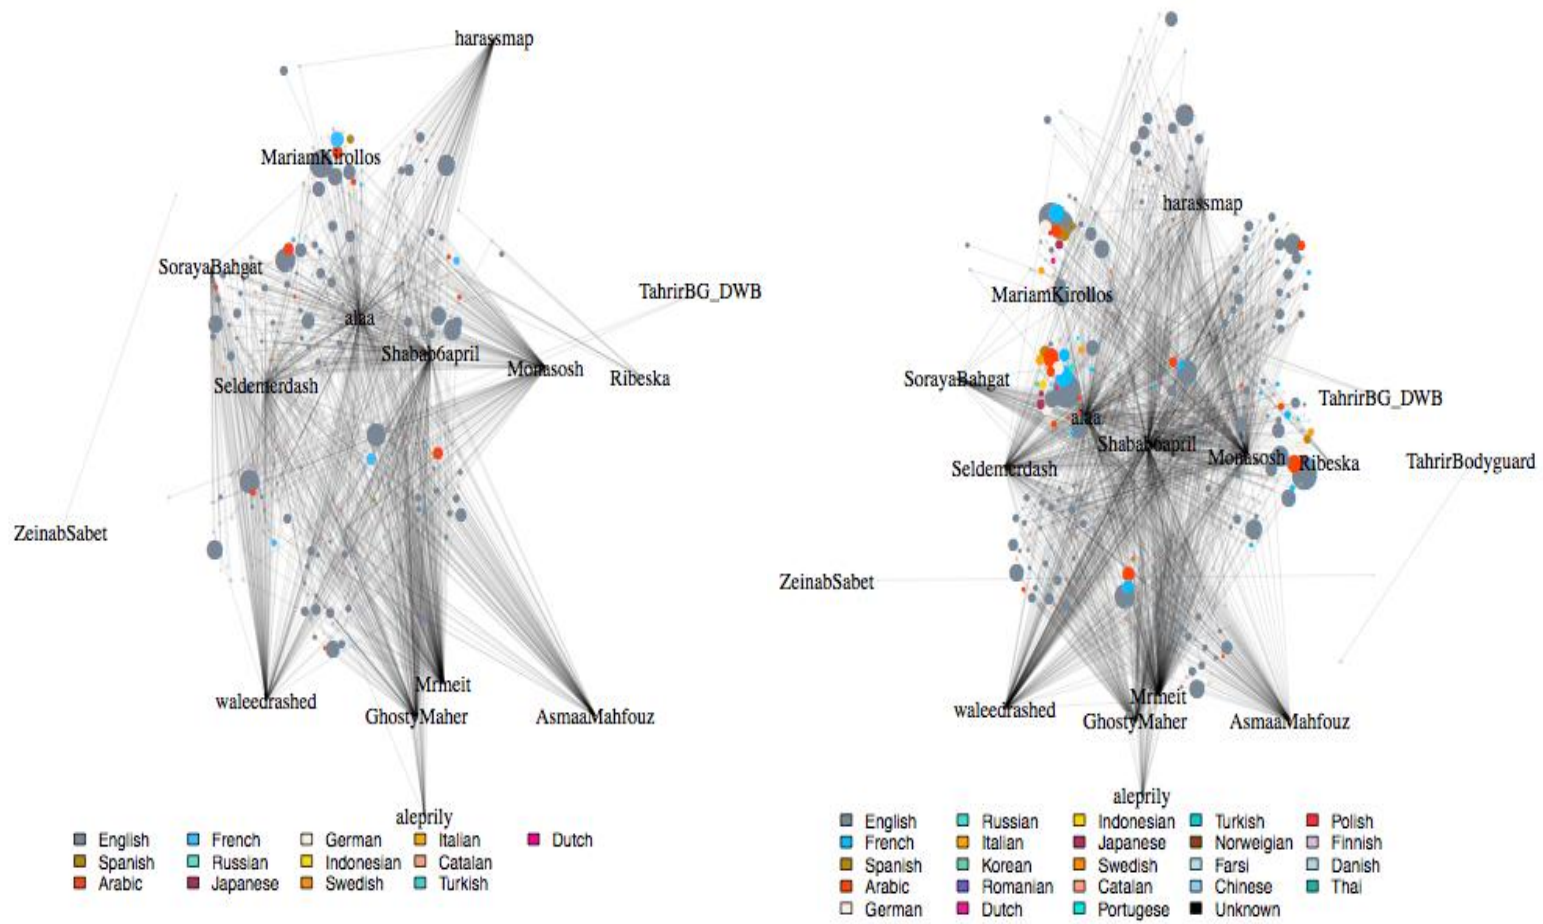 harassmap
MariamKirollos
SorayaBahgat
TahrirBG_DWB
alaa
Shabab6april
Monasosh
Ribeska
Seldemerdash
ZeinabSabet
waleedrashed
Mrmeit
GhostyMaher
AsmaaMahfouz
aleprily
English French German Italian Dutch
Spanish Russian Indonesian Catalan
Arabic Japanese Swedish Turkish
harassmap
MariamKirollos
SorayaBahgat
TahrirBG_DWB
alaa
Shabab6april
Monasosh
Ribeska
TahrirBodyguard
Seldemerdash
ZeinabSabet
waleedrashed
Mrmeit
GhostyMaher
AsmaaMahfouz
aleprily
English Russian Indonesian Turkish Polish
French Italian Japanese Norweigian Finnish
Spanish Korean Swedish Farsi Danish
Arabic Romanian Catalan Chinese Thai
German Dutch Portugese Unknown